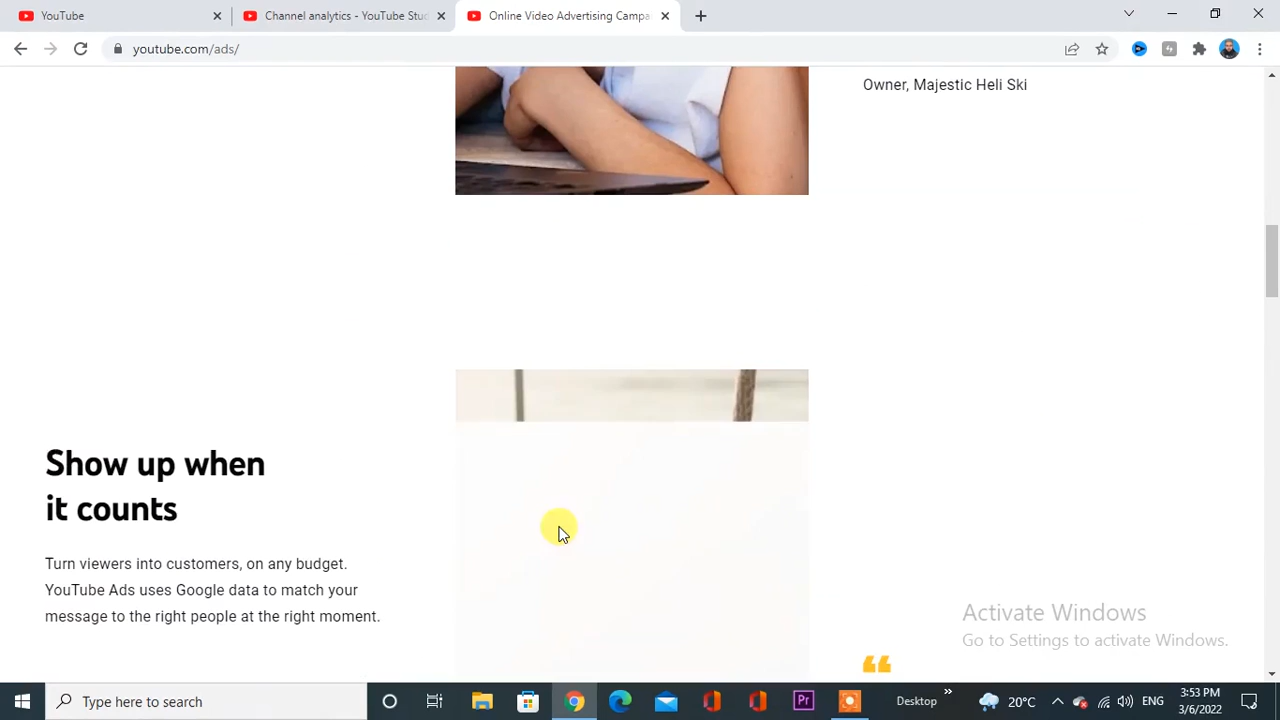 YouTube
Channel analytics - YouTube Stud
Online Video Advertising Campa
youtube.com/ads/
Owner, Majestic Heli Ski
Show up when
it counts
Turn viewers into customers, on any budget.
YouTube Ads uses Google data to match your
message to the right people at the right moment.
“
Activate Windows
Go to Settings to activate Windows.
Type here to search
Pr
Desktop
»
20°C
ENG
3:53 PM
3/6/2022